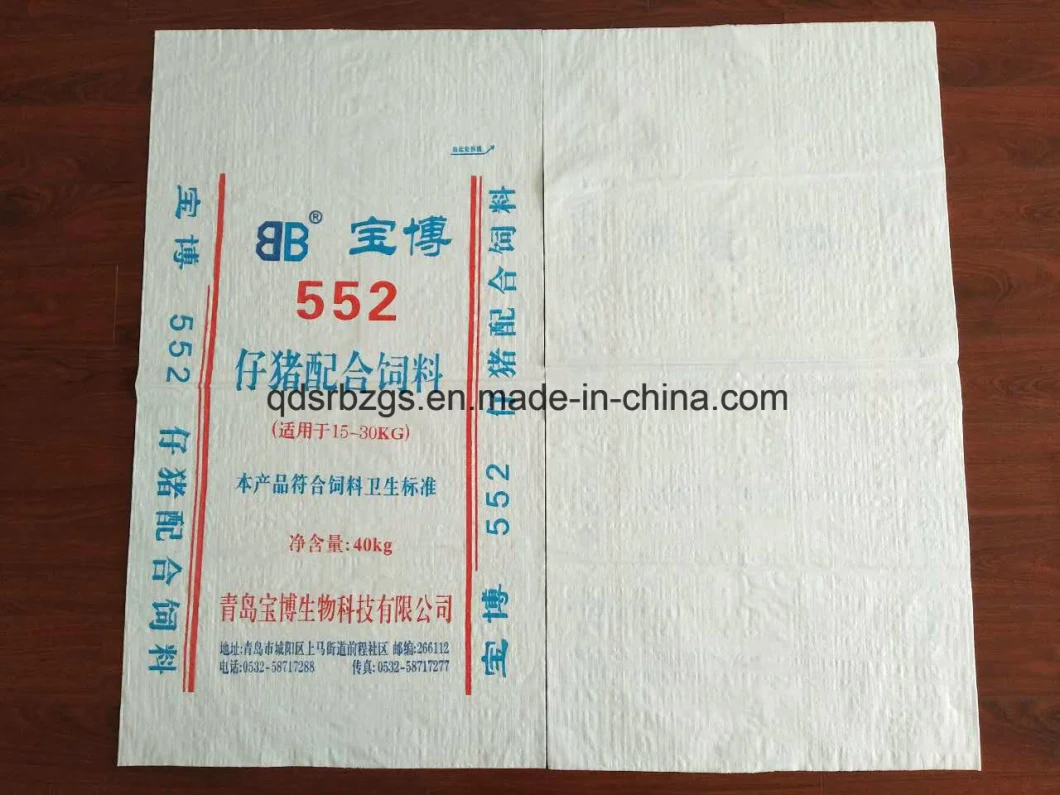 BB® 宝博
552
仔猪配合饲料
(适用于15-30KG)
本产品符合饲料卫生标准
净含量:40kg
青岛宝博生物科技有限公司
地址:青岛市城阳区上马街道前程社区 邮编:266112
电话:0532-58717288 传真:0532-58717277
宝博 552 仔猪配合饲料
宝博 552 仔猪配合饲料
qdsrbzgs.en.made-in-china.com